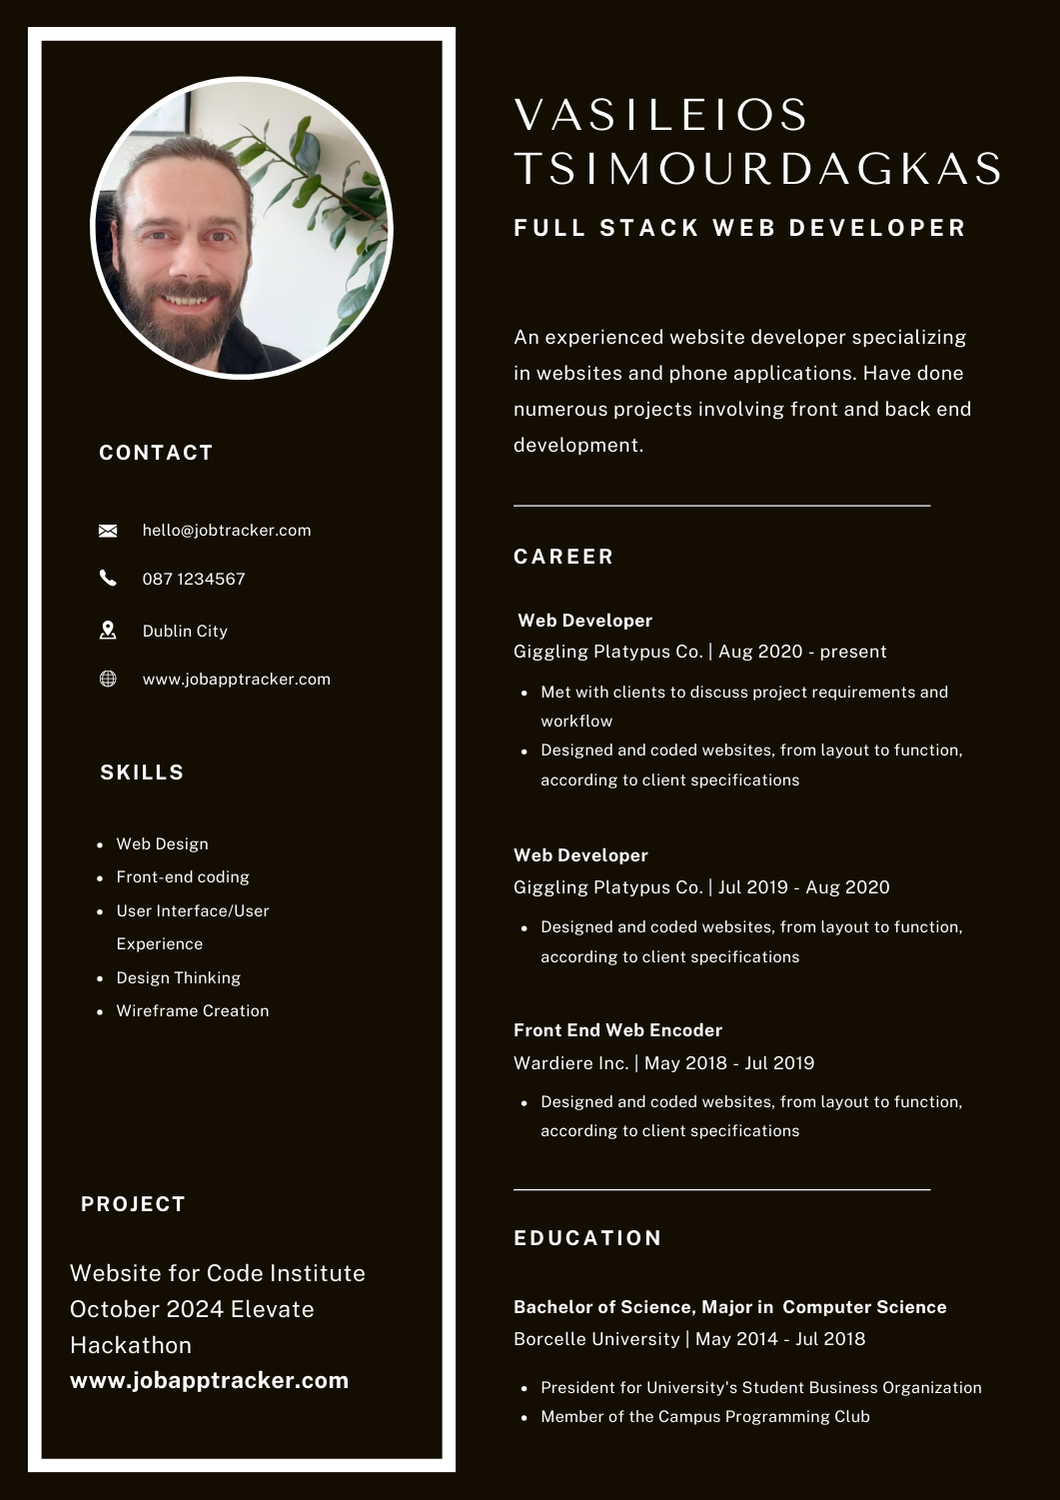 VASILEIOS
TSIMOURDAGKAS
FULL STACK WEB DEVELOPER
An experienced website developer specializing
in websites and phone applications. Have done
numerous projects involving front and back end
development.
CONTACT
hello@jobtracker.com
087 1234567
Dublin City
www.jobapptracker.com
SKILLS
• Web Design
• Front-end coding
• User Interface/User
Experience
• Design Thinking
• Wireframe Creation
PROJECT
Website for Code Institute
October 2024 Elevate
Hackathon
www.jobapptracker.com
CAREER
Web Developer
Giggling Platypus Co. | Aug 2020 - present
• Met with clients to discuss project requirements and
workflow
• Designed and coded websites, from layout to function,
according to client specifications
Web Developer
Giggling Platypus Co. | Jul 2019 - Aug 2020
• Designed and coded websites, from layout to function,
according to client specifications
Front End Web Encoder
Wardiere Inc. | May 2018 - Jul 2019
• Designed and coded websites, from layout to function,
according to client specifications
EDUCATION
Bachelor of Science, Major in  Computer Science
Borcelle University | May 2014 - Jul 2018
• President for University's Student Business Organization
• Member of the Campus Programming Club